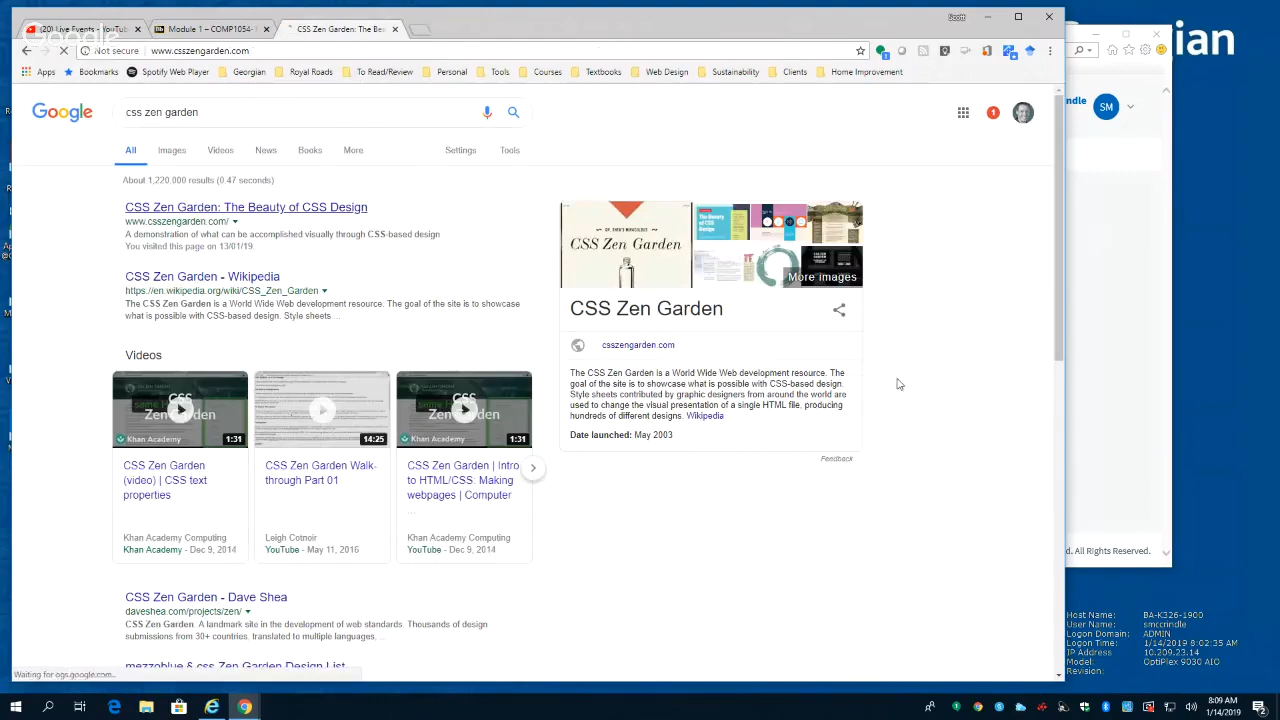 Scott
(20) Live Events - YouTube
Module 1 – COMP1054-
CSS Zen Garden: The Bea
Not secure
www.csszengarden.com
Apps
Bookmarks
Spotify Web Player
Georgian
Royal Roads
To Read/Review
Personal
Tools
Courses
Textbooks
Web Design
Sustainability
Clients
Home Improvement
ian
Google
css zen garden
1
ndle
SM
All
Images
Videos
News
Books
More
Settings
Tools
About 1,220,000 results (0.47 seconds)
CSS Zen Garden: The Beauty of CSS Design
www.csszengarden.com/
A demonstration of what can be accomplished visually through CSS-based design
You visited this page on 13/01/19.
CSS Zen Garden - Wikipedia
https://en.wikipedia.org/wiki/CSS_Zen_Garden
The CSS Zen Garden is a World Wide Web development resource. The goal of the site is to showcase
what is possible with CSS-based design. Style sheets ...
Videos
Khan Academy
1:31
14:25
Khan Academy
1:31
CSS Zen Garden
(video) | CSS text
properties
Khan Academy Computing
Khan Academy - Dec 9, 2014
CSS Zen Garden Walk-
through Part 01
Leigh Cotnoir
YouTube - May 11, 2016
CSS Zen Garden | Intro
to HTML/CSS: Making
webpages | Computer
...
Khan Academy Computing
YouTube - Dec 9, 2014
CSS Zen Garden - Dave Shea
daveshea.com/projects/zen/
CSS Zen Garden. A landmark site in the development of web standards. Thousands of design
submissions from 30+ countries, translated to multiple languages, ...
mezzoblue & css Zen Garden Design List
CSS Zen Garden
The Beauty of
CSS Design
More images
CSS Zen Garden
csszengarden.com
The CSS Zen Garden is a World Wide Web development resource. The
goal of the site is to showcase what is possible with CSS-based design.
Style sheets contributed by graphic designers from around the world are
used to change the visual presentation of a single HTML file, producing
hundreds of different designs. Wikipedia
Date launched: May 2003
Feedback
d. All Rights Reserved.
Host Name: BA-K326-1900
User Name: smccrindle
Logon Domain: ADMIN
Logon Time: 1/14/2019 8:02:35 AM
IP Address 10.209.23.14
Model: OptiPlex 9030 AIO
Revision:
Waiting for ogs.google.com...
8:09 AM
1/14/2019
2